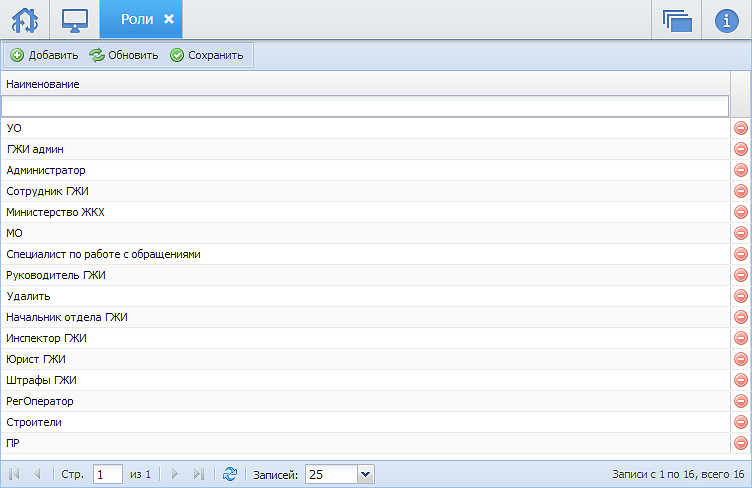 Роли
Добавить Обновить Сохранить
Наименование
УО
ГЖИ админ
Администратор
Сотрудник ГЖИ
Министерство ЖКХ
МО
Специалист по работе с обращениями
Руководитель ГЖИ
Удалить
Начальник отдела ГЖИ
Инспектор ГЖИ
Юрист ГЖИ
Штрафы ГЖИ
РегОператор
Строители
ПР
Стр. 1 из 1 Записей: 25 Записи с 1 по 16, всего 16